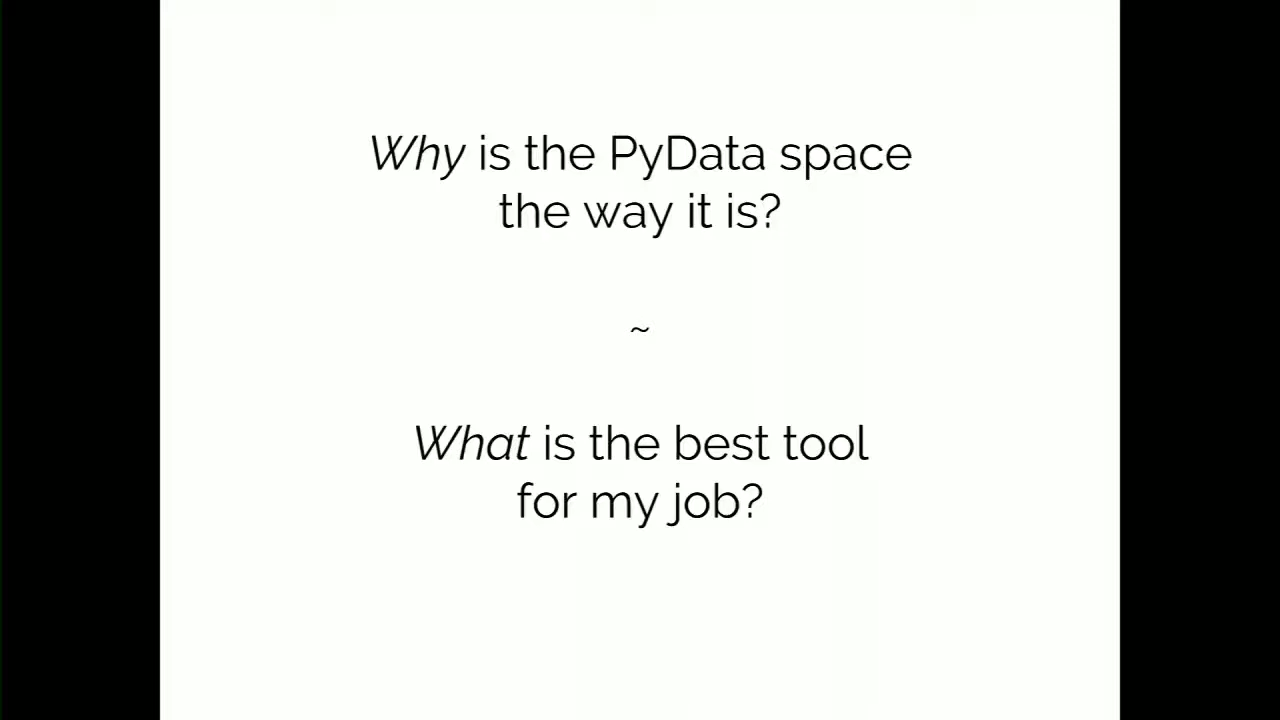 Why is the PyData space
the way it is?
~
What is the best tool
for my job?